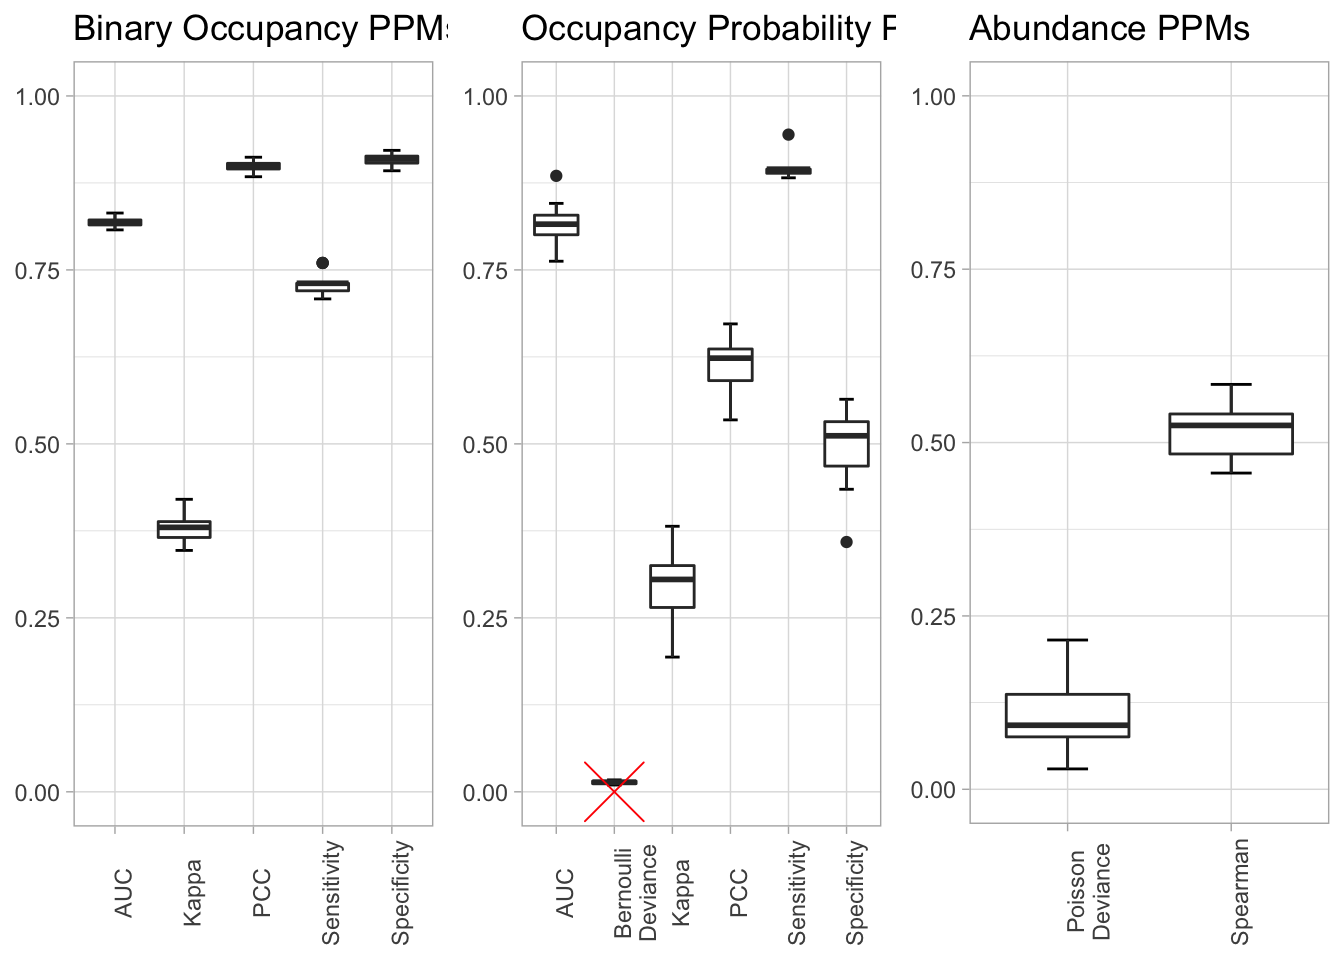 Binary Occupancy PPMs
1.00
0.75
0.50
0.25
0.00
AUC
Kappa
PCC
Sensitivity
Specificity
Occupancy Probability P
1.00
0.75
0.50
0.25
0.00
AUC
Bernoulli
Deviance
Kappa
PCC
Sensitivity
Specificity
Abundance PPMs
1.00
0.75
0.50
0.25
0.00
Poisson
Deviance
Spearman